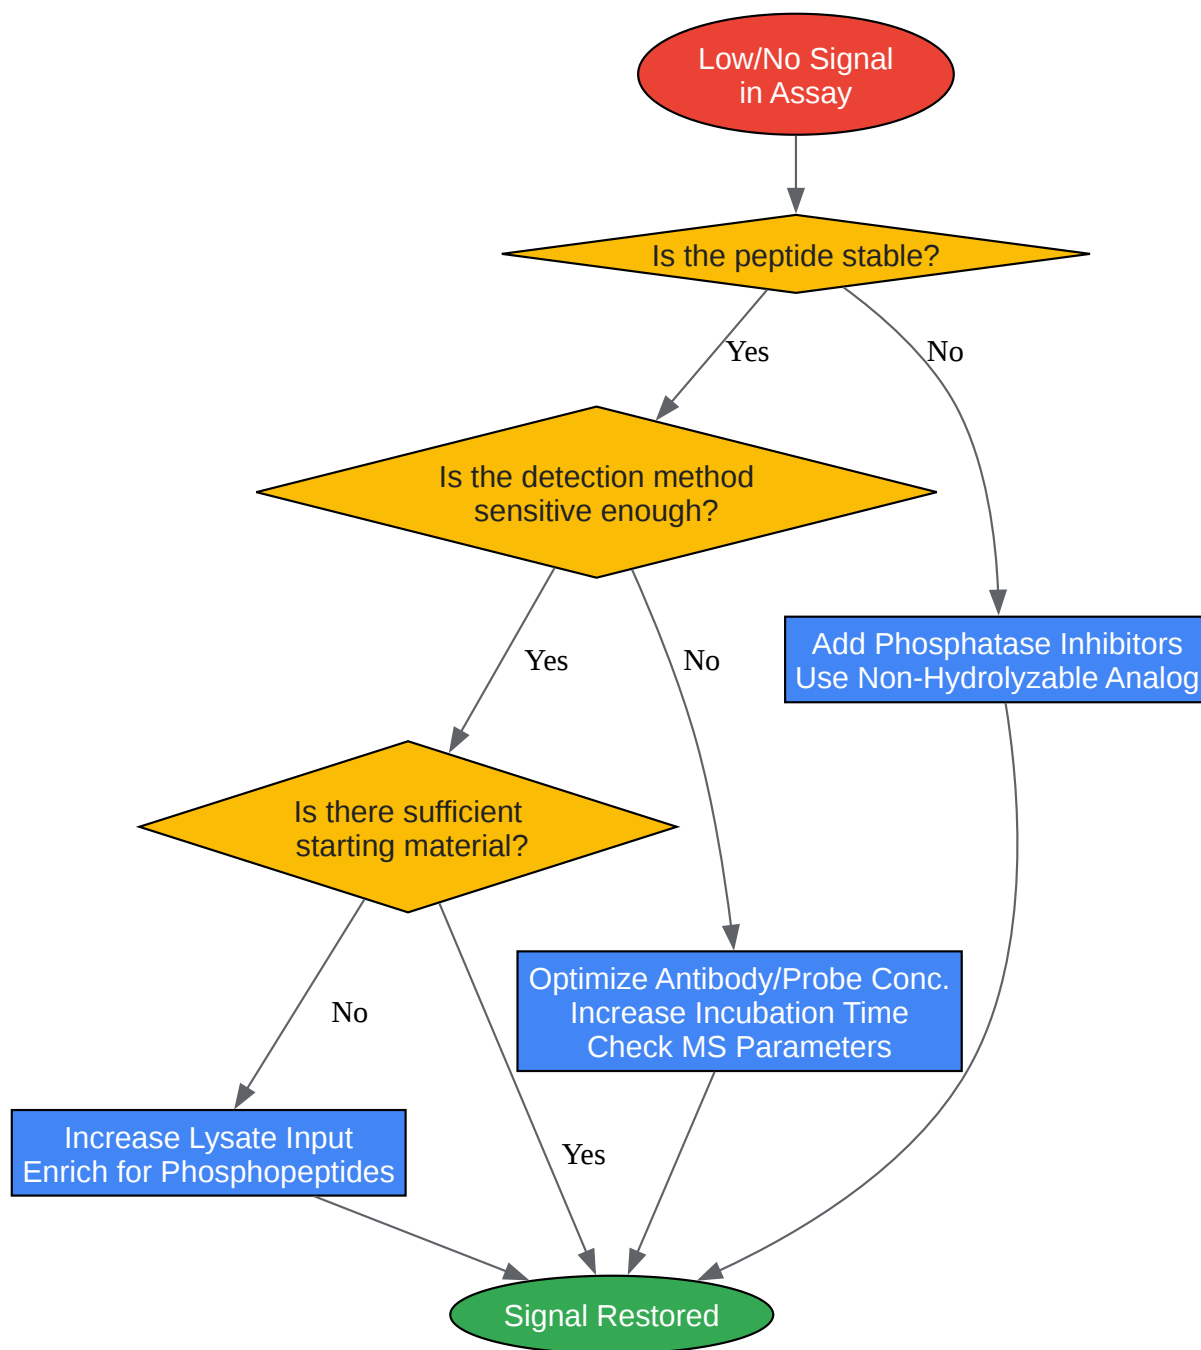 Low/No Signal
in Assay
Is the peptide stable?
Yes
No
Is the detection method
sensitive enough?
Yes
No
Add Phosphatase Inhibitors
Use Non-Hydrolyzable Analog
Is there sufficient
starting material?
No
Yes
Optimize Antibody/Probe Conc.
Increase Incubation Time
Check MS Parameters
Increase Lysate Input
Enrich for Phosphopeptides
Signal Restored